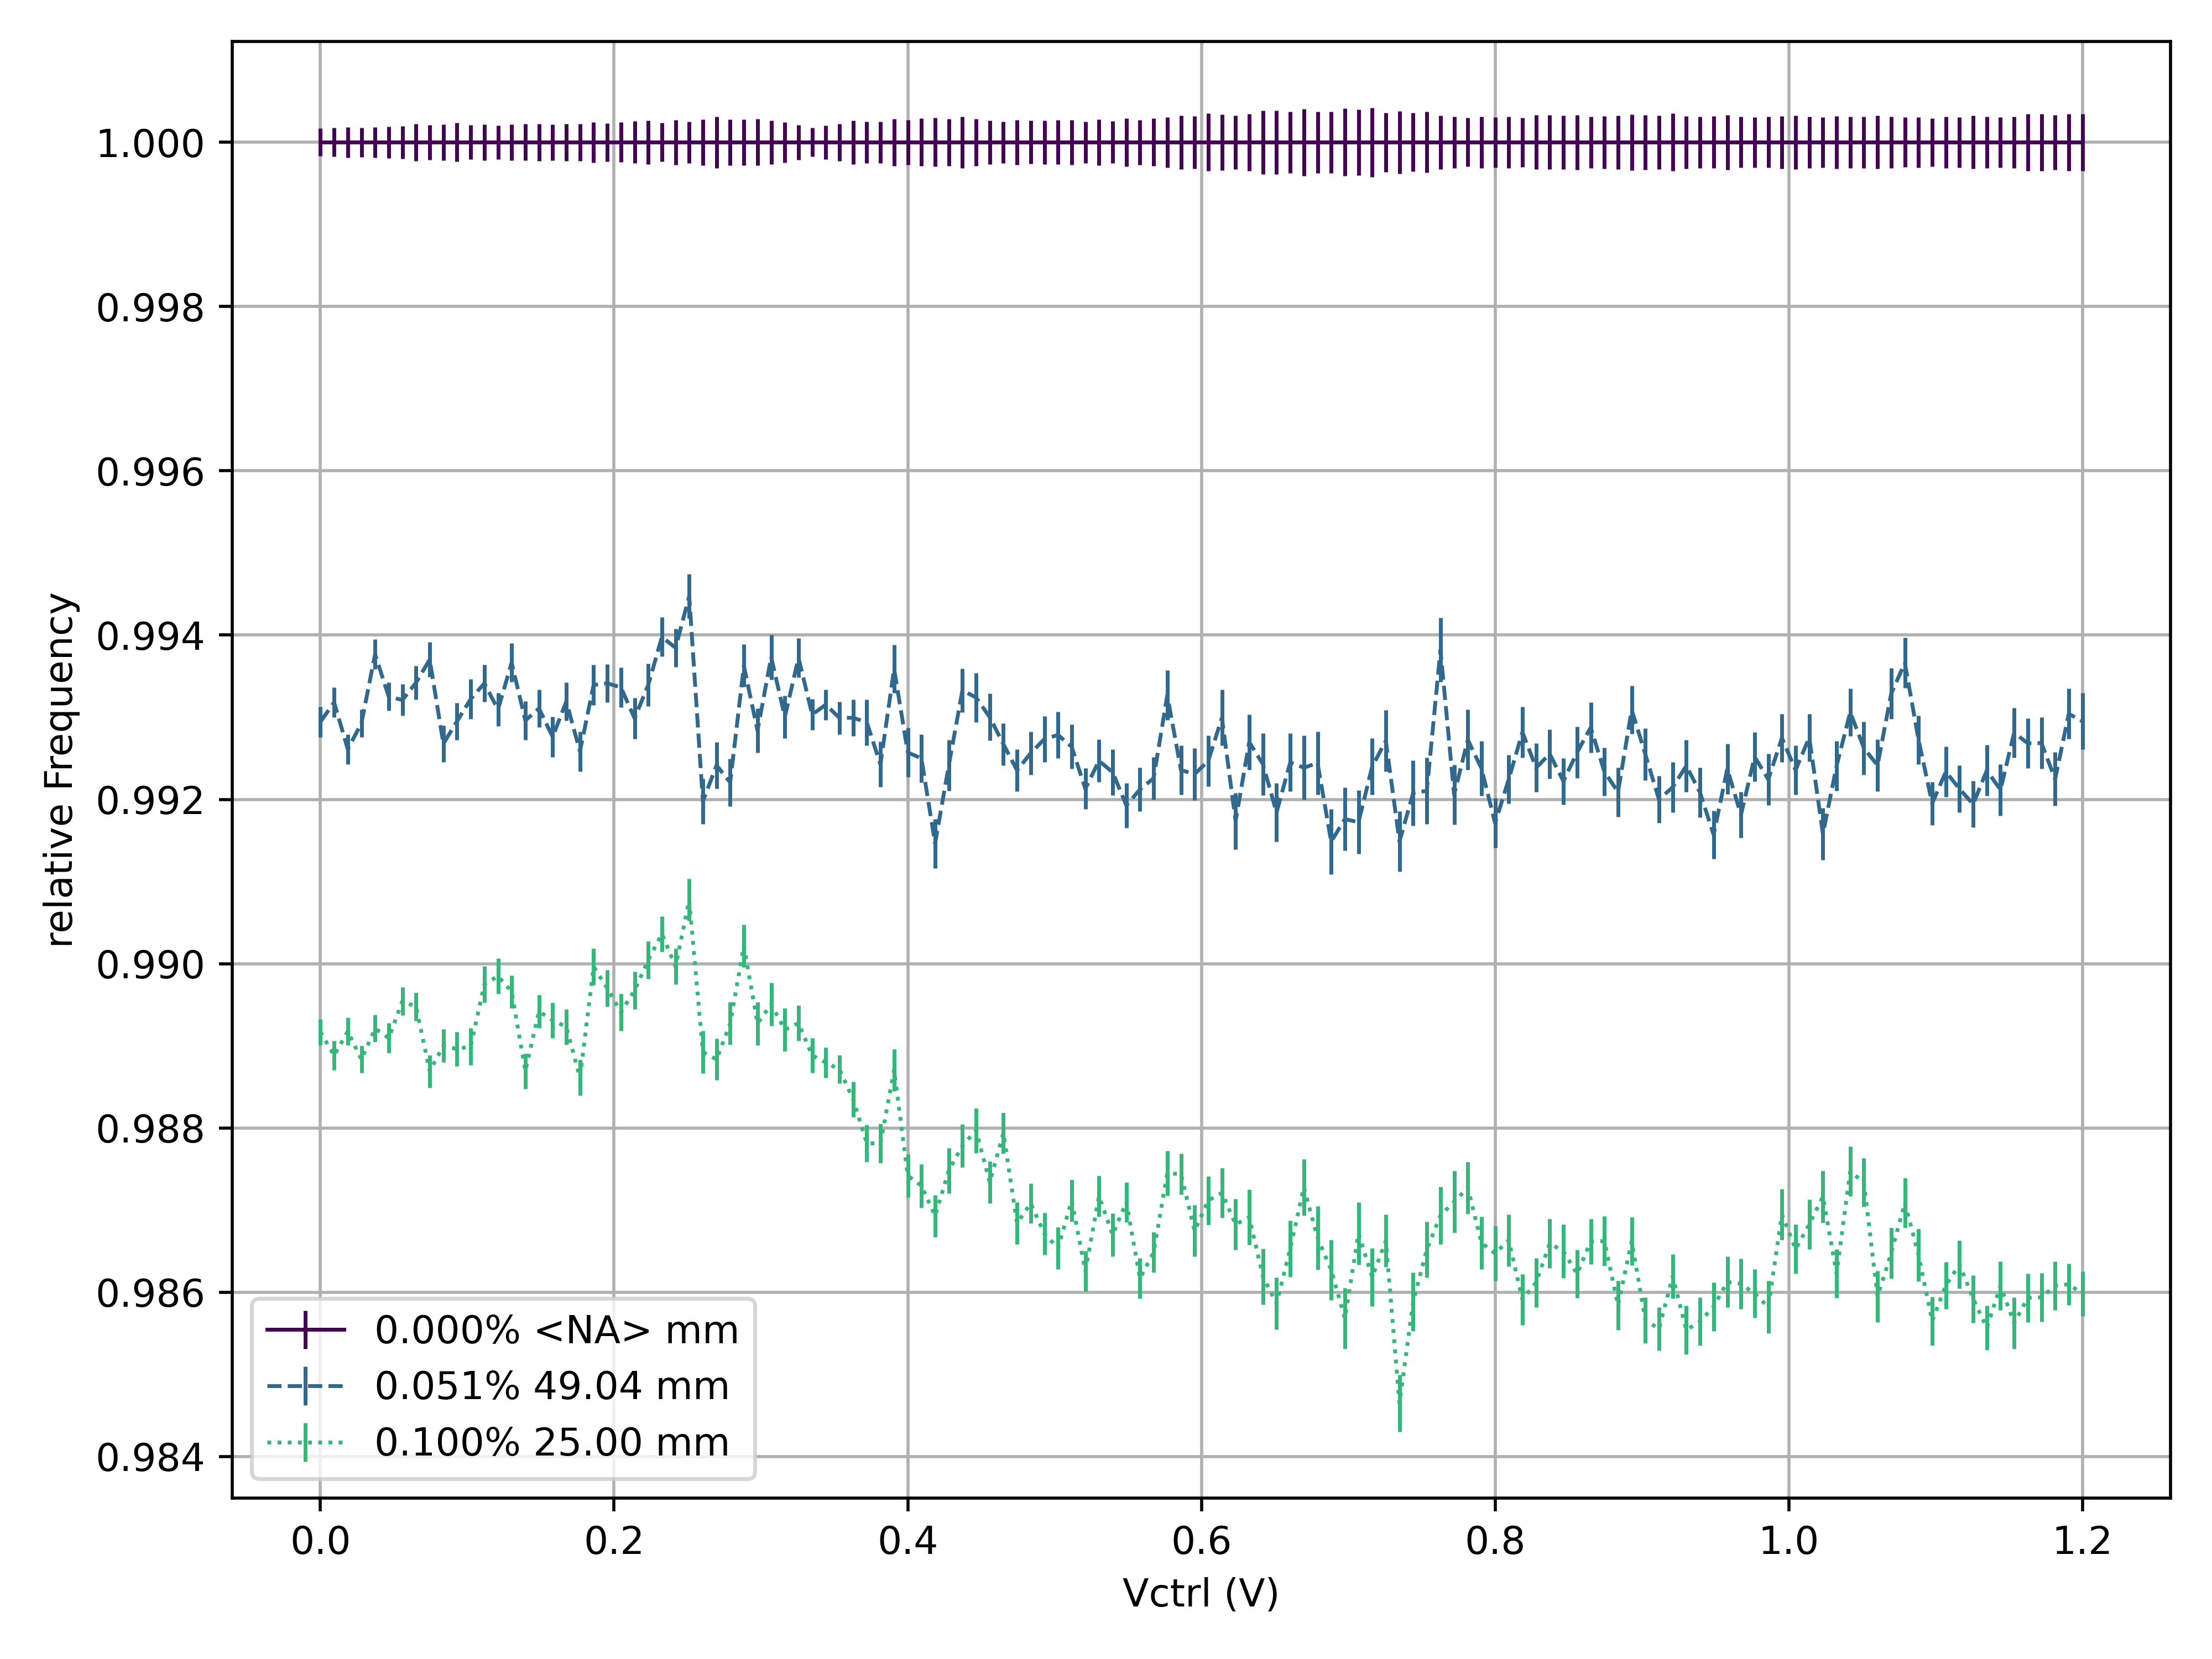 1.000
0.998
0.996
0.994
0.992
0.990
0.988
0.986
0.984
relative Frequency
0.000% <NA> mm
0.051% 49.04 mm
0.100% 25.00 mm
0.0 0.2 0.4 0.6 0.8 1.0 1.2
Vctrl (V)